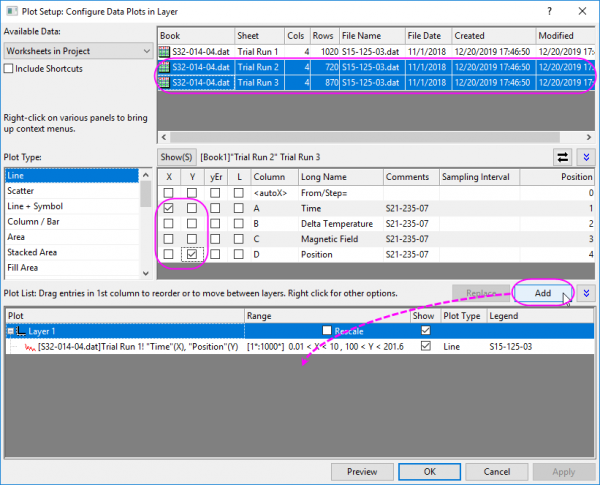 Plot Setup: Configure Data Plots in Layer
Available Data:
Worksheets in Project
Include Shortcuts
Right-click on various panels to bring
up context menus.
Book Sheet Cols Rows File Name File Date Created Modified
S32-014-04.dat Trial Run 1 4 1020 S15-125-03.dat 11/1/2018 12/20/2019 17:46:50 12/20/2019 17:
S32-014-04.dat Trial Run 2 4 720 S15-125-03.dat 11/1/2018 12/20/2019 17:46:50 12/20/2019 17:
S32-014-04.dat Trial Run 3 4 870 S15-125-03.dat 11/1/2018 12/20/2019 17:46:50 12/20/2019 17:4
Plot Type:
Line
Scatter
Line + Symbol
Column / Bar
Area
Stacked Area
Fill Area
Show(S) [Book1]"Trial Run 2" Trial Run 3
X Y yEr L Column Long Name Comments Sampling Interval Position
<autoX> From/Step= 0
A Time S21-235-07 1
B Delta Temperature S21-235-07 2
C Magnetic Field S21-235-07 3
D Position S21-235-07 4
Plot List: Drag entries in 1st column to reorder or to move between layers. Right click for other options.
Replace Add
Plot Range Show Plot Type Legend
Layer 1 Rescale
[S32-014-04.dat]Trial Run 1! "Time"(X), "Position"(Y) [1*:1000*] 0.01 < X < 10 , 100 < Y < 201.6 Line S15-125-03
Preview OK Cancel Apply